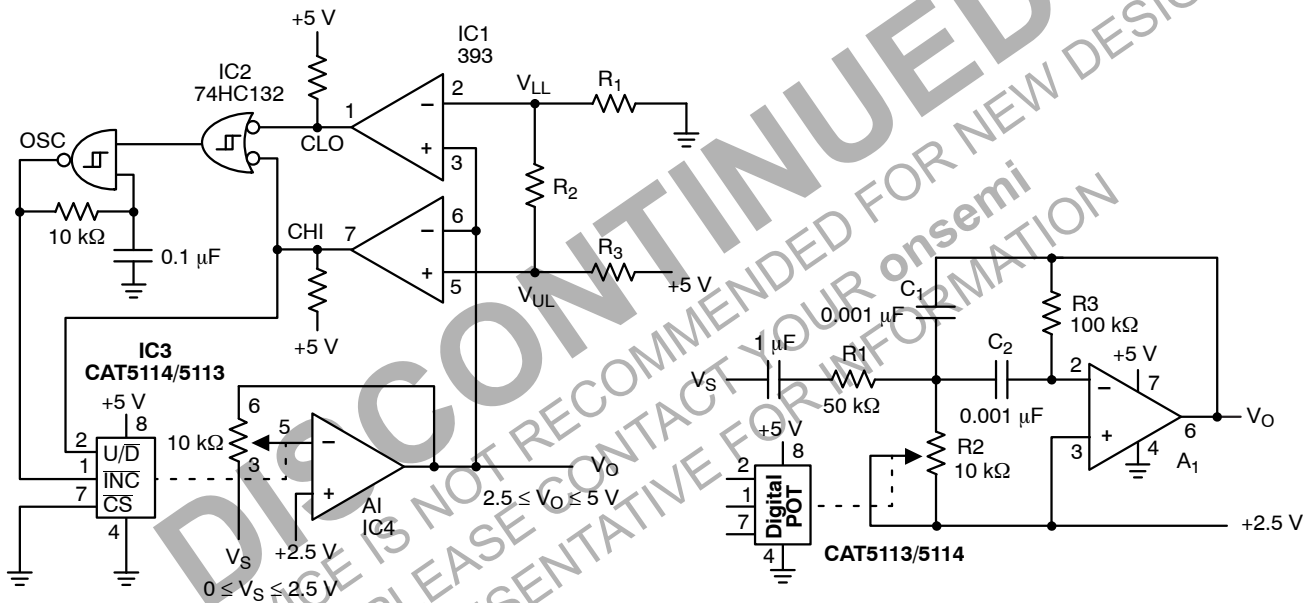 +5 V
IC1
393
IC2
74HC132
OSC
1
CLO
2
−
+
3
V_LL
R₁
R₂
10 kΩ
0.1 μF
CHI
7
6
−
+
5
V_UL
R₃
+5 V
+5 V
IC3
CAT5114/5113
+5 V
8
2
1
7
U/D̅
I̅N̅C̅
C̅S̅
4
6
10 kΩ
5
3
−
+
AI
IC4
V_S
+2.5 V
0 ≤ V_S ≤ 2.5 V
V_O
2.5 ≤ V_O ≤ 5 V
V_S
1 μF
R1
50 kΩ
C₁
0.001 μF
C₂
0.001 μF
R3
100 kΩ
+5 V
2
−
7
+
3
4
6
A₁
V_O
R2
10 kΩ
+5 V
8
2
1
7
Digital
POT
4
CAT5113/5114
+2.5 V
DISCONTINUED
DEVICE IS NOT RECOMMENDED FOR NEW DESIGN
PLEASE CONTACT YOUR onsemi
REPRESENTATIVE FOR INFORMATION